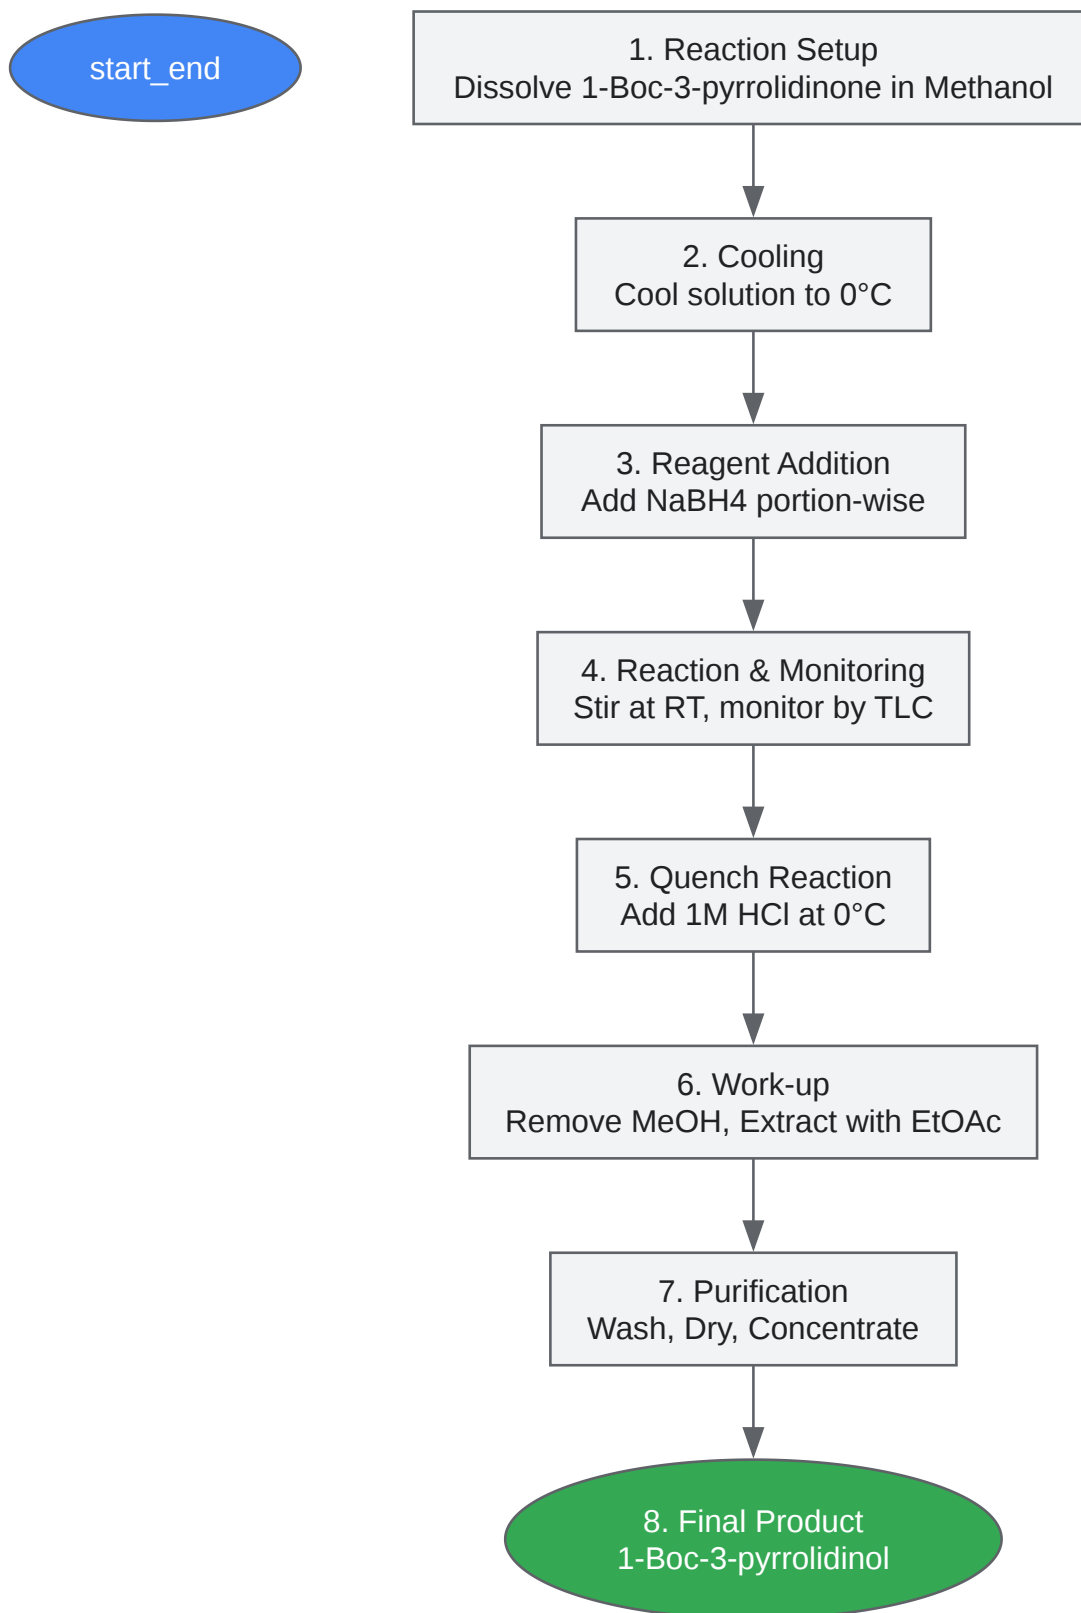 start_end
1. Reaction Setup
Dissolve 1-Boc-3-pyrrolidinone in Methanol
2. Cooling
Cool solution to 0°C
3. Reagent Addition
Add NaBH4 portion-wise
4. Reaction & Monitoring
Stir at RT, monitor by TLC
5. Quench Reaction
Add 1M HCl at 0°C
6. Work-up
Remove MeOH, Extract with EtOAc
7. Purification
Wash, Dry, Concentrate
8. Final Product
1-Boc-3-pyrrolidinol